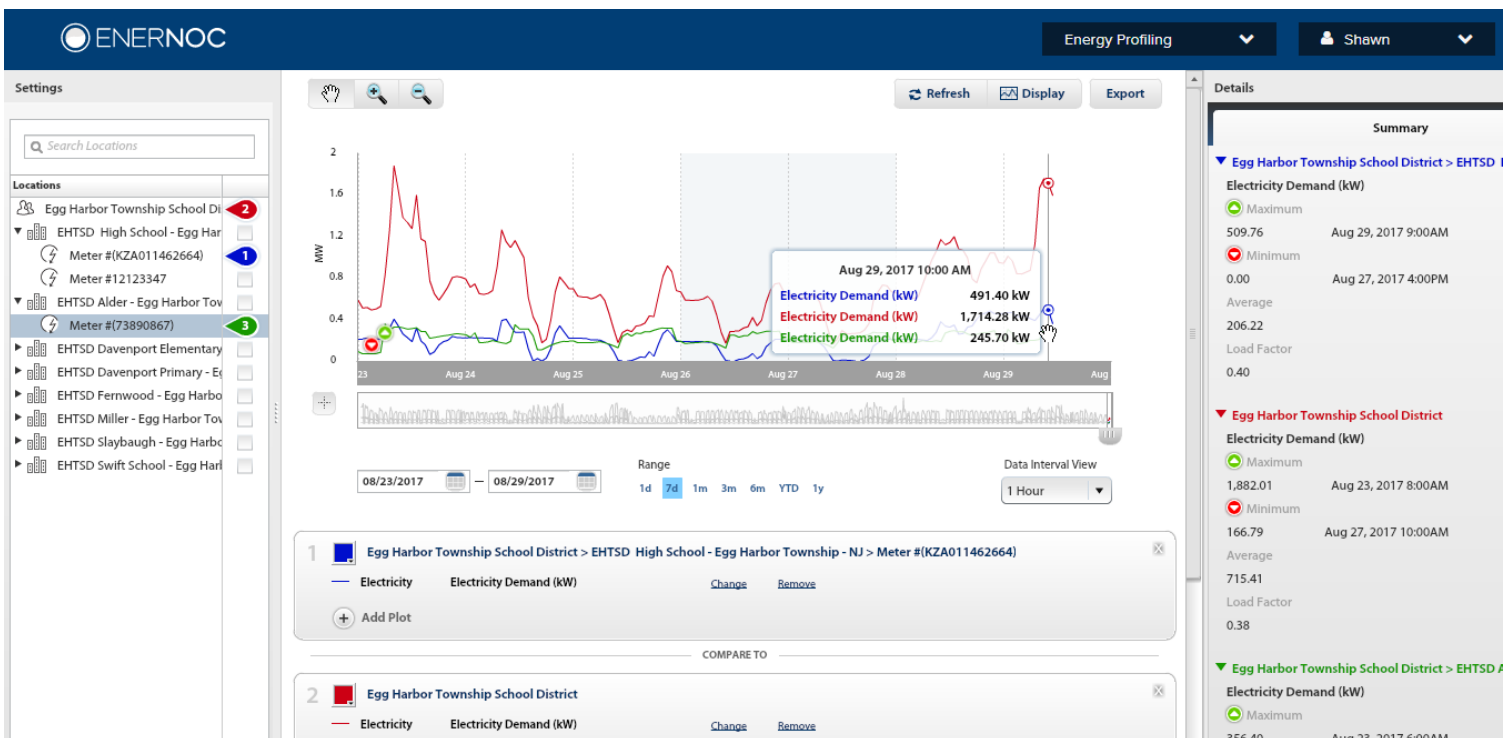 ENERNOC
Energy Profiling
Shawn
Settings
Search Locations
Locations
Egg Harbor Township School Di
2
EHTSD High School - Egg Har
Meter #(KZA011462664)
1
Meter #12123347
EHTSD Alder - Egg Harbor Tow
Meter #(73890867)
3
EHTSD Davenport Elementary
EHTSD Davenport Primary - Eg
EHTSD Fernwood - Egg Harbo
EHTSD Miller - Egg Harbor Tow
EHTSD Slaybaugh - Egg Harbo
EHTSD Swift School - Egg Harl
Refresh
Display
Export
2
1.6
1.2
0.8
0.4
0
MW
Aug 29, 2017 10:00 AM
Electricity Demand (kW) 491.40 kW
Electricity Demand (kW) 1,714.28 kW
Electricity Demand (kW) 245.70 kW
23 Aug 24 Aug 25 Aug 26 Aug 27 Aug 28 Aug 29 Aug
08/23/2017 — 08/29/2017
Range
1d 7d 1m 3m 6m YTD 1y
Data Interval View
1 Hour
1 Egg Harbor Township School District > EHTSD High School - Egg Harbor Township - NJ > Meter #(KZA011462664)
Electricity Electricity Demand (kW) Change Remove
Add Plot
COMPARE TO
2 Egg Harbor Township School District
Electricity Electricity Demand (kW) Change Remove
Details
Summary
Egg Harbor Township School District > EHTSD
Electricity Demand (kW)
Maximum
509.76 Aug 29, 2017 9:00AM
Minimum
0.00 Aug 27, 2017 4:00PM
Average
206.22
Load Factor
0.40
Egg Harbor Township School District
Electricity Demand (kW)
Maximum
1,882.01 Aug 23, 2017 8:00AM
Minimum
166.79 Aug 27, 2017 10:00AM
Average
715.41
Load Factor
0.38
Egg Harbor Township School District > EHTSD A
Electricity Demand (kW)
Maximum
356.40 Aug 23, 2017 6:00AM